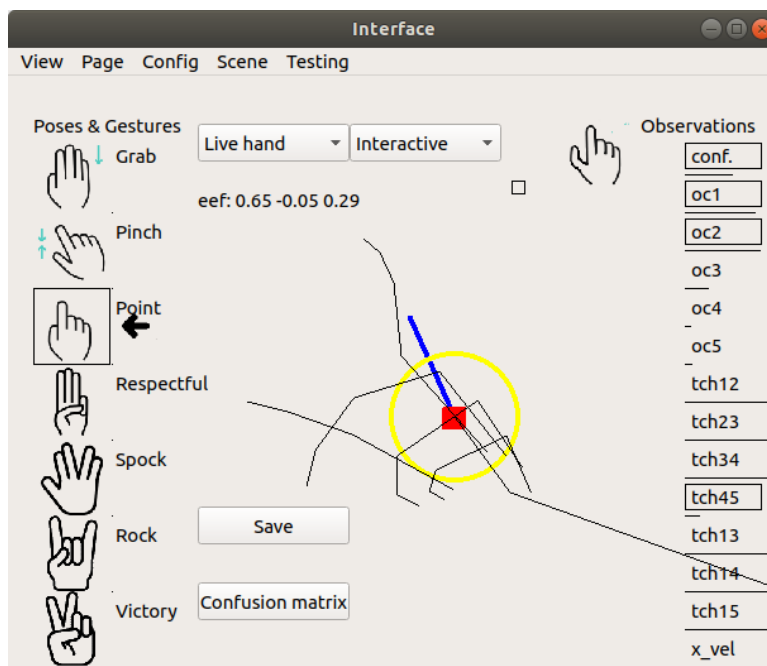 Interface
View Page Config Scene Testing
Poses & Gestures
Live hand
Interactive
Observations
Grab
conf.
eef: 0.65 -0.05 0.29
oc1
Pinch
oc2
oc3
Point
oc4
oc5
Respectful
tch12
tch23
Spock
tch34
tch45
Save
Rock
tch13
tch14
Confusion matrix
Victory
tch15
x_vel